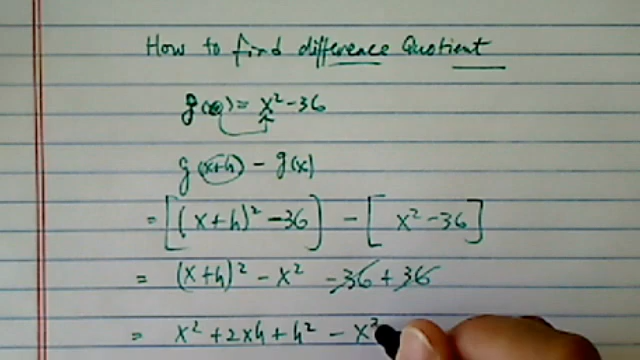 How to find difference Quotient
g(x) = x² - 36
g(x+h) - g(x)
= [(x+h)² - 36] - [x² - 36]
= (x+h)² - x² - 36 + 36
= x² + 2xh + h² - x²